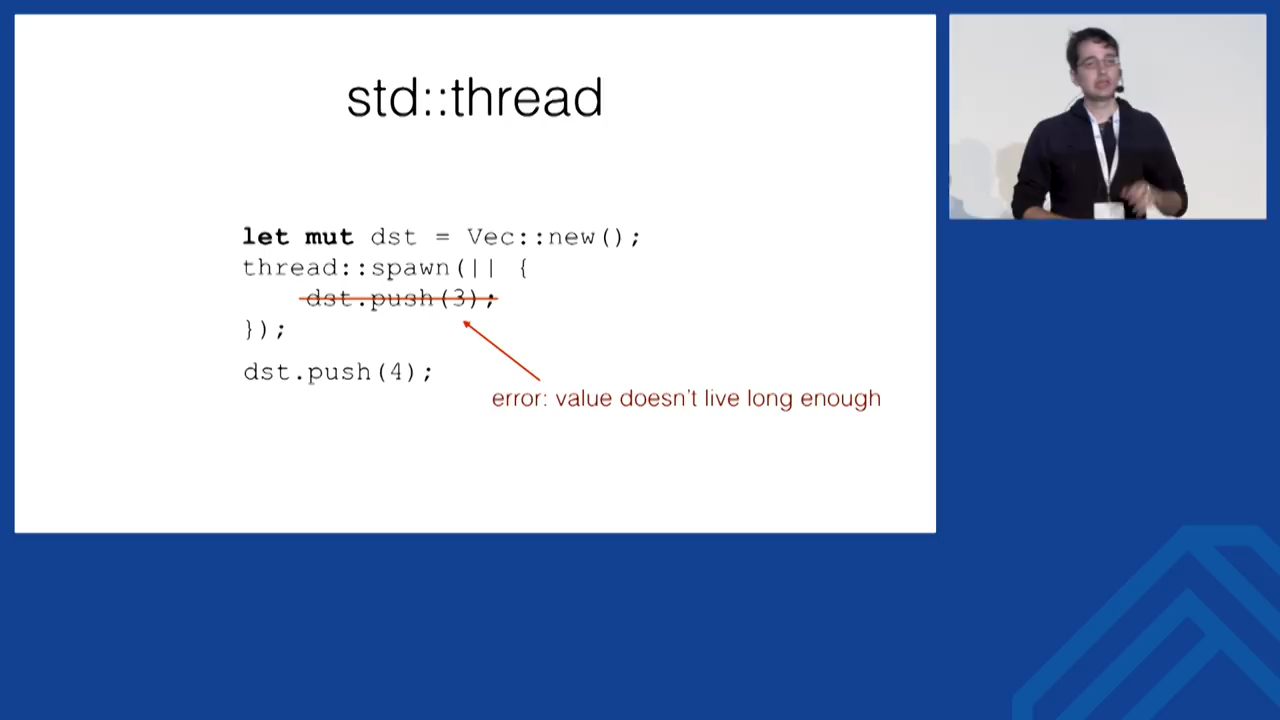 std::thread
let mut dst = Vec::new();
thread::spawn(|| {
dst.push(3);
});
dst.push(4);
error: value doesn't live long enough